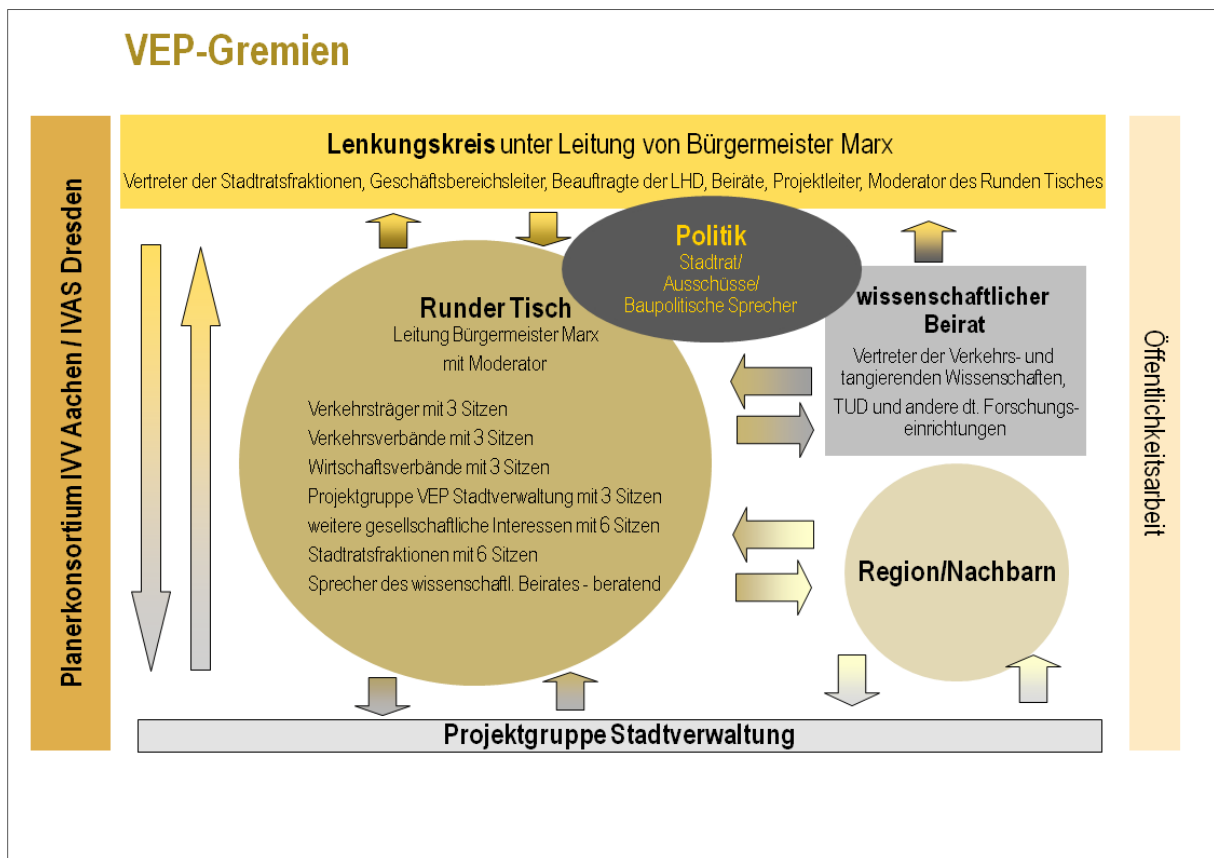 VEP-Gremien
Planerkonsortium IVV Aachen / IVAS Dresden
Lenkungskreis unter Leitung von Bürgermeister Marx
Vertreter der Stadtratsfraktionen, Geschäftsbereichsleiter, Beauftragte der LHD, Beiräte, Projektleiter, Moderator des Runden Tisches
Politik
Stadtrat/
Ausschüsse/
Baupolitische Sprecher
Runder Tisch
Leitung Bürgermeister Marx
mit Moderator
Verkehrsträger mit 3 Sitzen
Verkehrsverbände mit 3 Sitzen
Wirtschaftsverbände mit 3 Sitzen
Projektgruppe VEP Stadtverwaltung mit 3 Sitzen
weitere gesellschaftliche Interessen mit 6 Sitzen
Stadtratsfraktionen mit 6 Sitzen
Sprecher des wissenschaftl. Beirates - beratend
wissenschaftlicher
Beirat
Vertreter der Verkehrs- und
tangierenden Wissenschaften,
TUD und andere dt. Forschungs-
einrichtungen
Region/Nachbarn
Projektgruppe Stadtverwaltung
Öffentlichkeitsarbeit